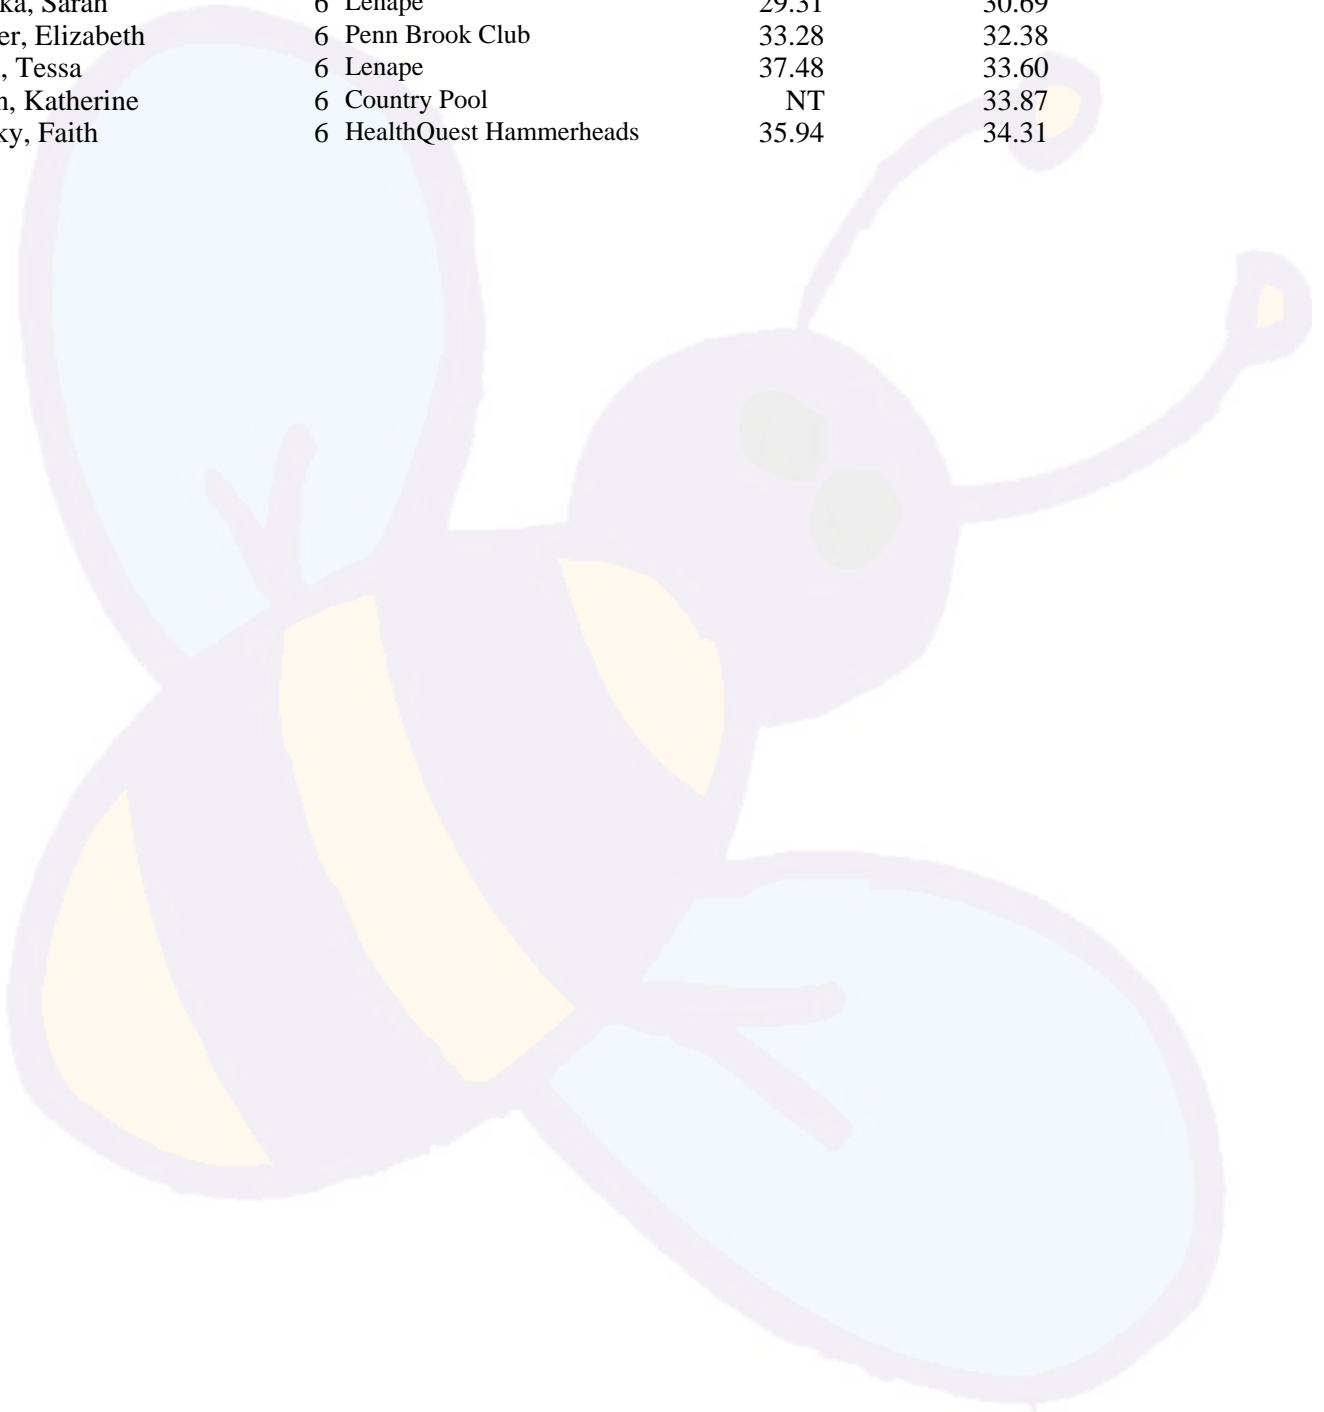 ka, Sarah 6 Lenape 29.31 30.69
er, Elizabeth 6 Penn Brook Club 33.28 32.38
, Tessa 6 Lenape 37.48 33.60
n, Katherine 6 Country Pool NT 33.87
ky, Faith 6 HealthQuest Hammerheads 35.94 34.31